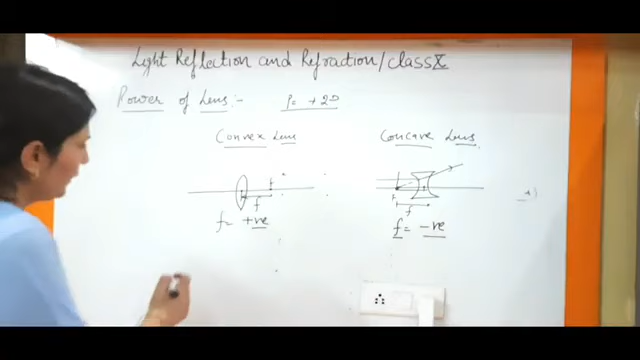 Light Reflection and Refraction/class X
Power of Lens:- P= +2D
Convex Lens
Concave Lens.
F
f
f= +ve
F
f
f= -ve